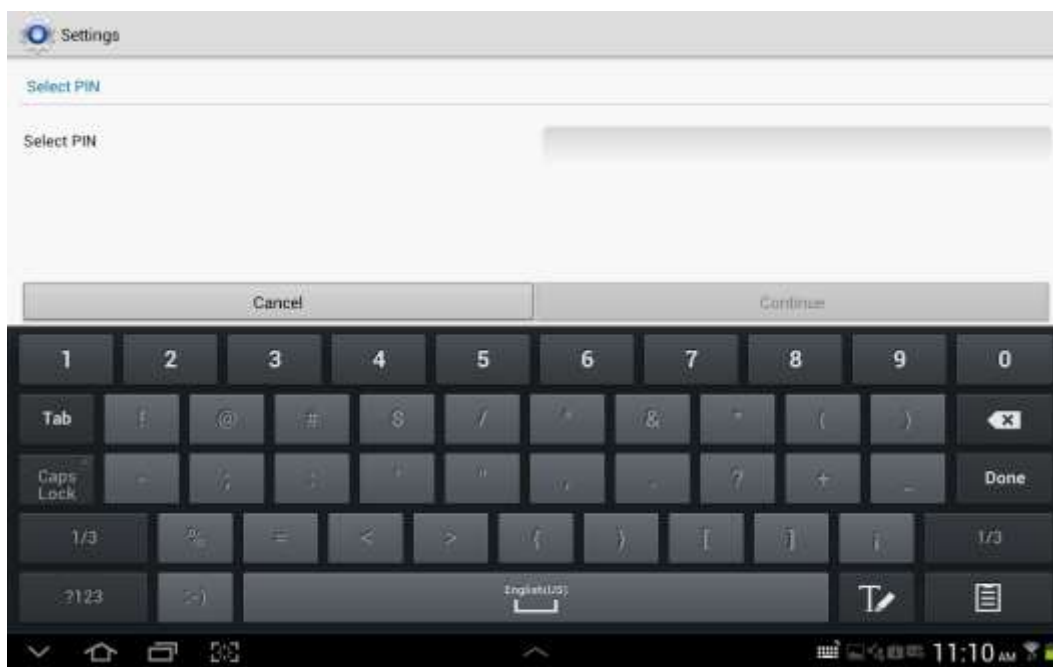 Settings
Select PIN
Select PIN
Cancel Continue
1 2 3 4 5 6 7 8 9 0
Tab ! @ # $ / ^ & * ( )
Caps Lock - ; : ' " , . ? + _ Done
1/3 % = < > { } [ ] ¡ 1/3
?123 :-) English(US)
11:10 AM